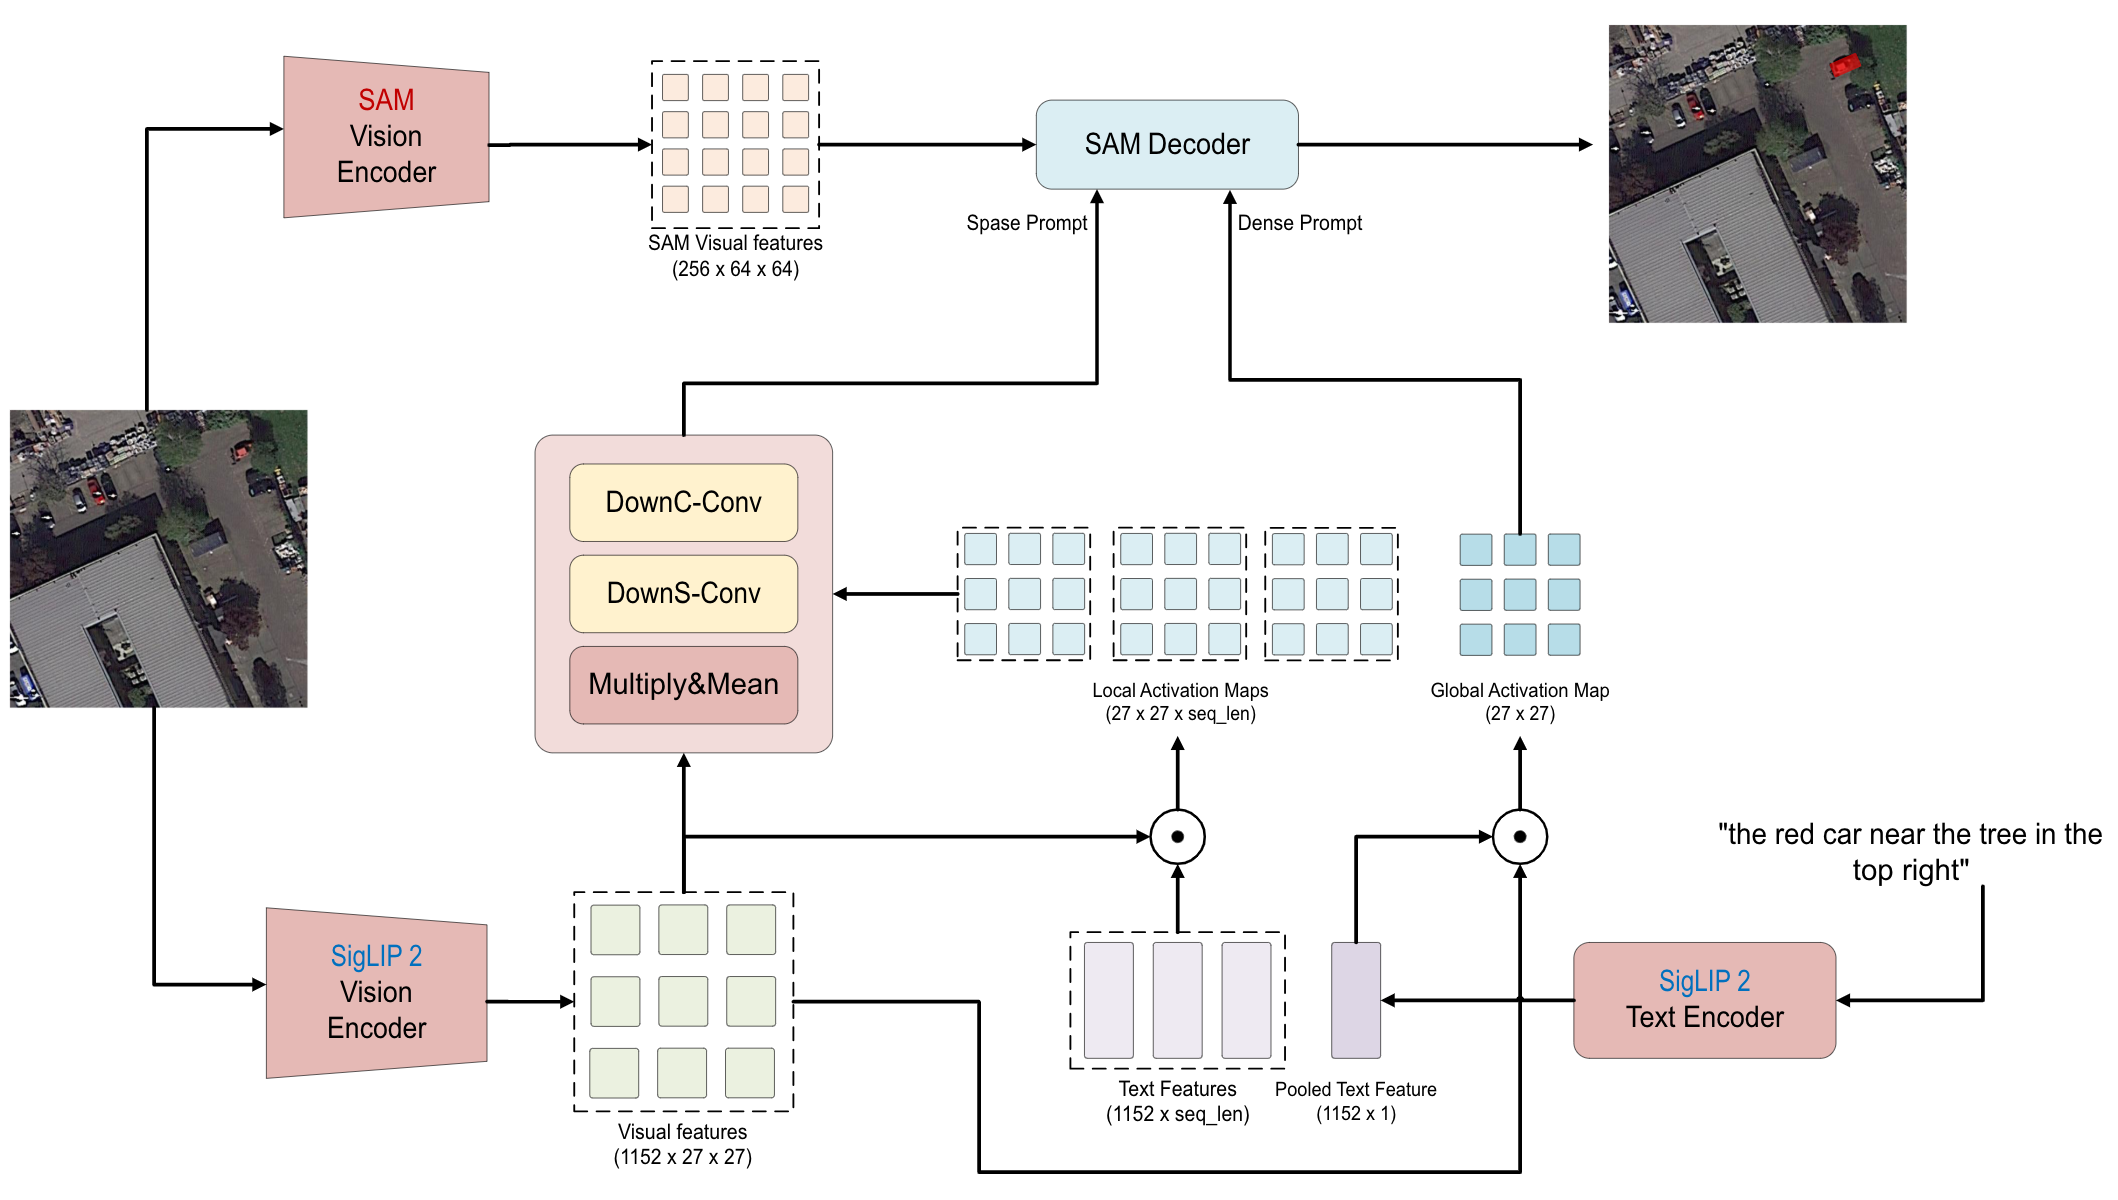 SAM
Vision
Encoder
SAM Visual features
(256 x 64 x 64)
SAM Decoder
Spase Prompt
Dense Prompt
DownC-Conv
DownS-Conv
Multiply&Mean
Local Activation Maps
(27 x 27 x seq_len)
Global Activation Map
(27 x 27)
"the red car near the tree in the
top right"
SigLIP 2
Vision
Encoder
Visual features
(1152 x 27 x 27)
Text Features
(1152 x seq_len)
Pooled Text Feature
(1152 x 1)
SigLIP 2
Text Encoder